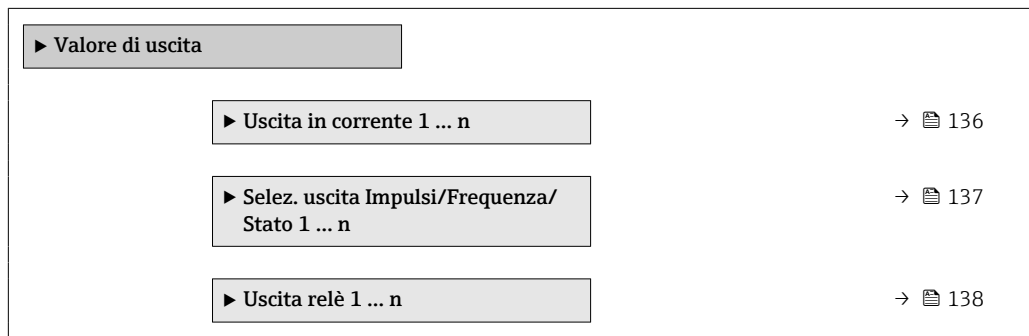 ▶ Valore di uscita
▶ Uscita in corrente 1 … n → 136
▶ Selez. uscita Impulsi/Frequenza/ → 137
Stato 1 … n
▶ Uscita relè 1 … n → 138